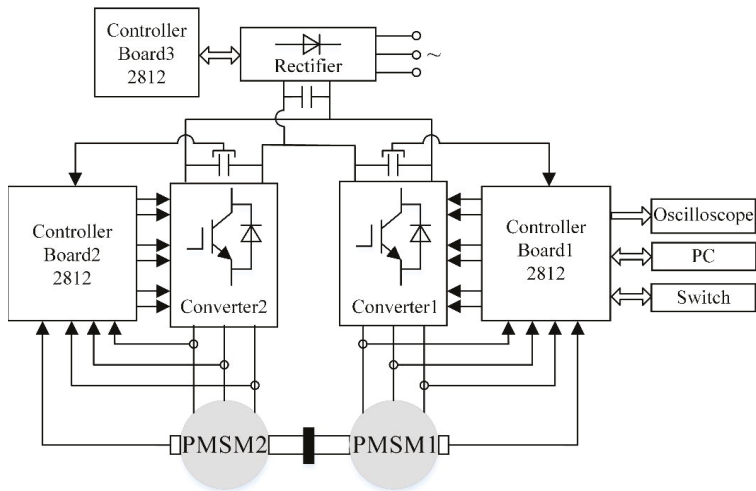 Controller
Board3
2812
Rectifier
~
Controller
Board2
2812
Converter2
Converter1
Controller
Board1
2812
Oscilloscope
PC
Switch
PMSM2
PMSM1